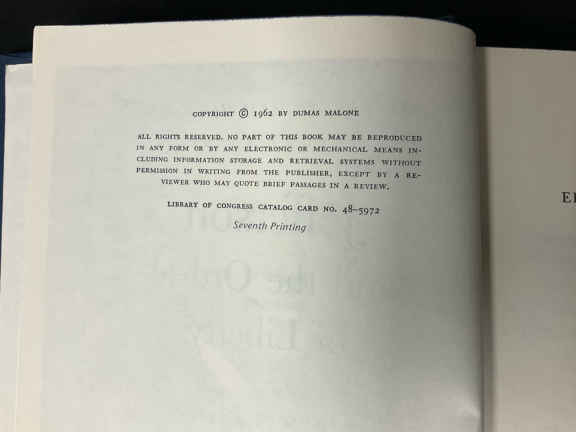 COPYRIGHT © 1962 BY DUMAS MALONE
ALL RIGHTS RESERVED. NO PART OF THIS BOOK MAY BE REPRODUCED
IN ANY FORM OR BY ANY ELECTRONIC OR MECHANICAL MEANS IN-
CLUDING INFORMATION STORAGE AND RETRIEVAL SYSTEMS WITHOUT
PERMISSION IN WRITING FROM THE PUBLISHER, EXCEPT BY A RE-
VIEWER WHO MAY QUOTE BRIEF PASSAGES IN A REVIEW.
LIBRARY OF CONGRESS CATALOG CARD NO. 48–5972
Seventh Printing